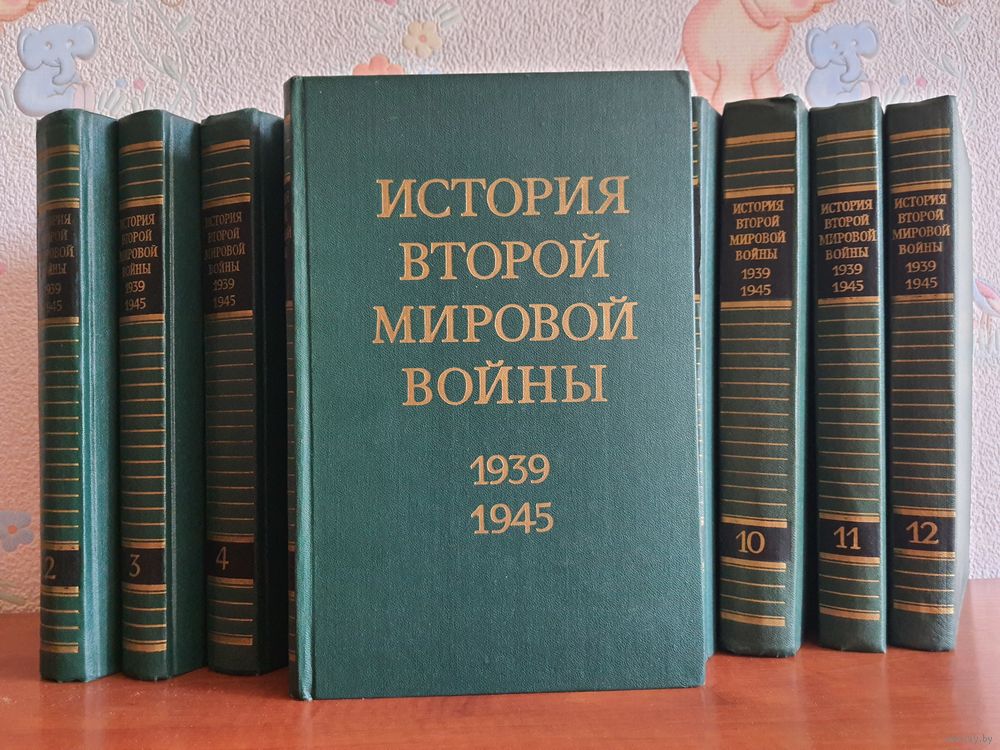 ИСТОРИЯ
ВТОРОЙ
МИРОВОЙ
ВОЙНЫ
1939
1945
2
ИСТОРИЯ
ВТОРОЙ
МИРОВОЙ
ВОЙНЫ
1939
1945
3
ИСТОРИЯ
ВТОРОЙ
МИРОВОЙ
ВОЙНЫ
1939
1945
4
ИСТОРИЯ
ВТОРОЙ
МИРОВОЙ
ВОЙНЫ
1939
1945
ИСТОРИЯ
ВТОРОЙ
МИРОВОЙ
ВОЙНЫ
1939
1945
10
ИСТОРИЯ
ВТОРОЙ
МИРОВОЙ
ВОЙНЫ
1939
1945
11
ИСТОРИЯ
ВТОРОЙ
МИРОВОЙ
ВОЙНЫ
1939
1945
12